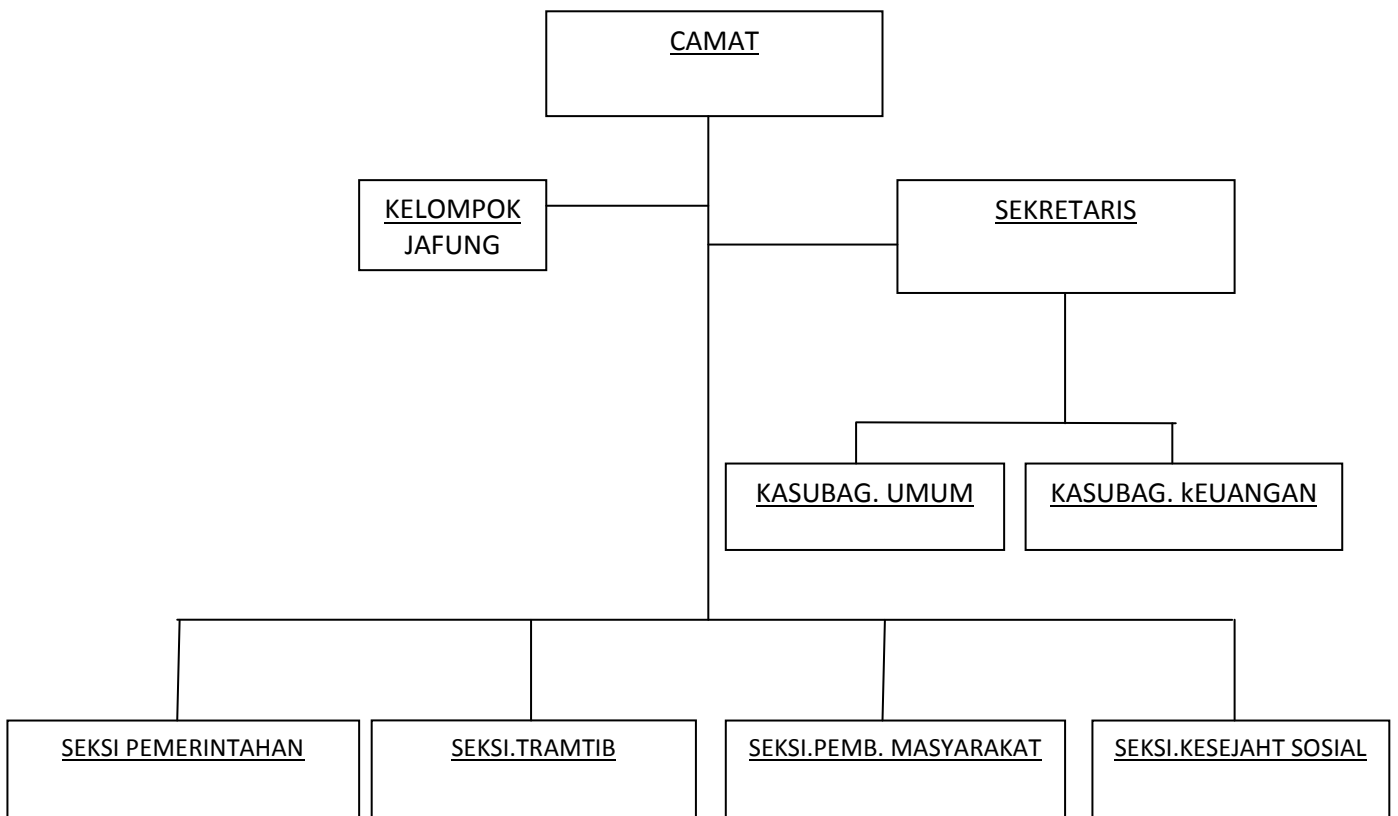 CAMAT
KELOMPOK
JAFUNG
SEKRETARIS
KASUBAG. UMUM
KASUBAG. kEUANGAN
SEKSI PEMERINTAHAN
SEKSI.TRAMTIB
SEKSI.PEMB. MASYARAKAT
SEKSI.KESEJAHT SOSIAL